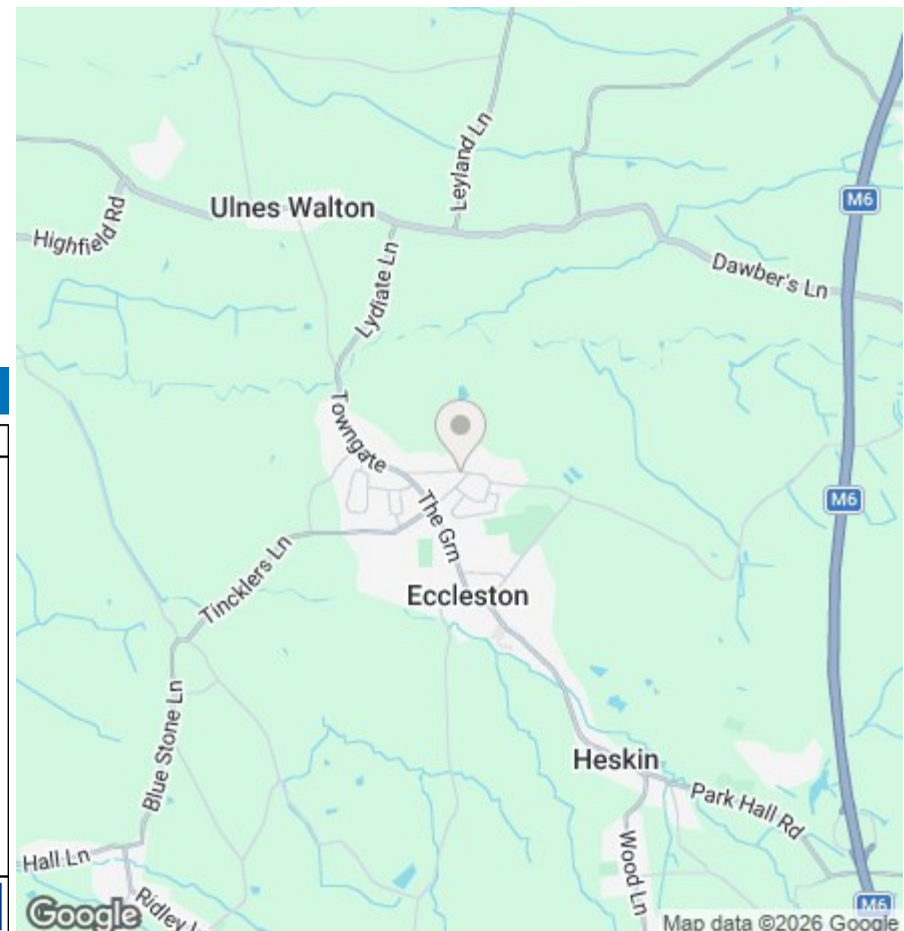 Leyland Ln
M6
Ulnes Walton
Highfield Rd
Lydiate Ln
Dawber's Ln
Towngate
The Grn
M6
Tincklers Ln
Eccleston
Blue Stone Ln
Heskin
Park Hall Rd
Hall Ln
Wood Ln
Ridley
M6
Google
Map data ©2026 Google